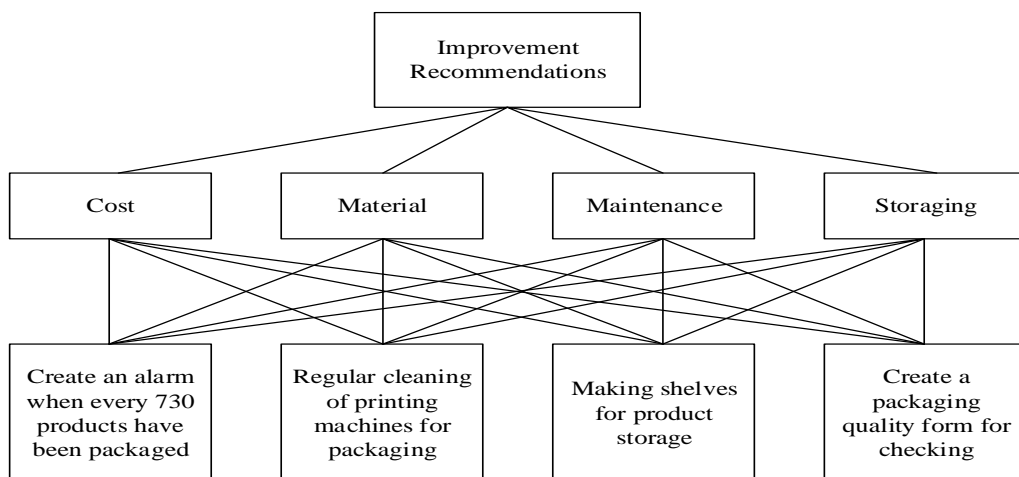 Improvement
Recommendations
Cost
Material
Maintenance
Storaging
Create an alarm
when every 730
products have
been packaged
Regular cleaning
of printing
machines for
packaging
Making shelves
for product
storage
Create a
packaging
quality form for
checking